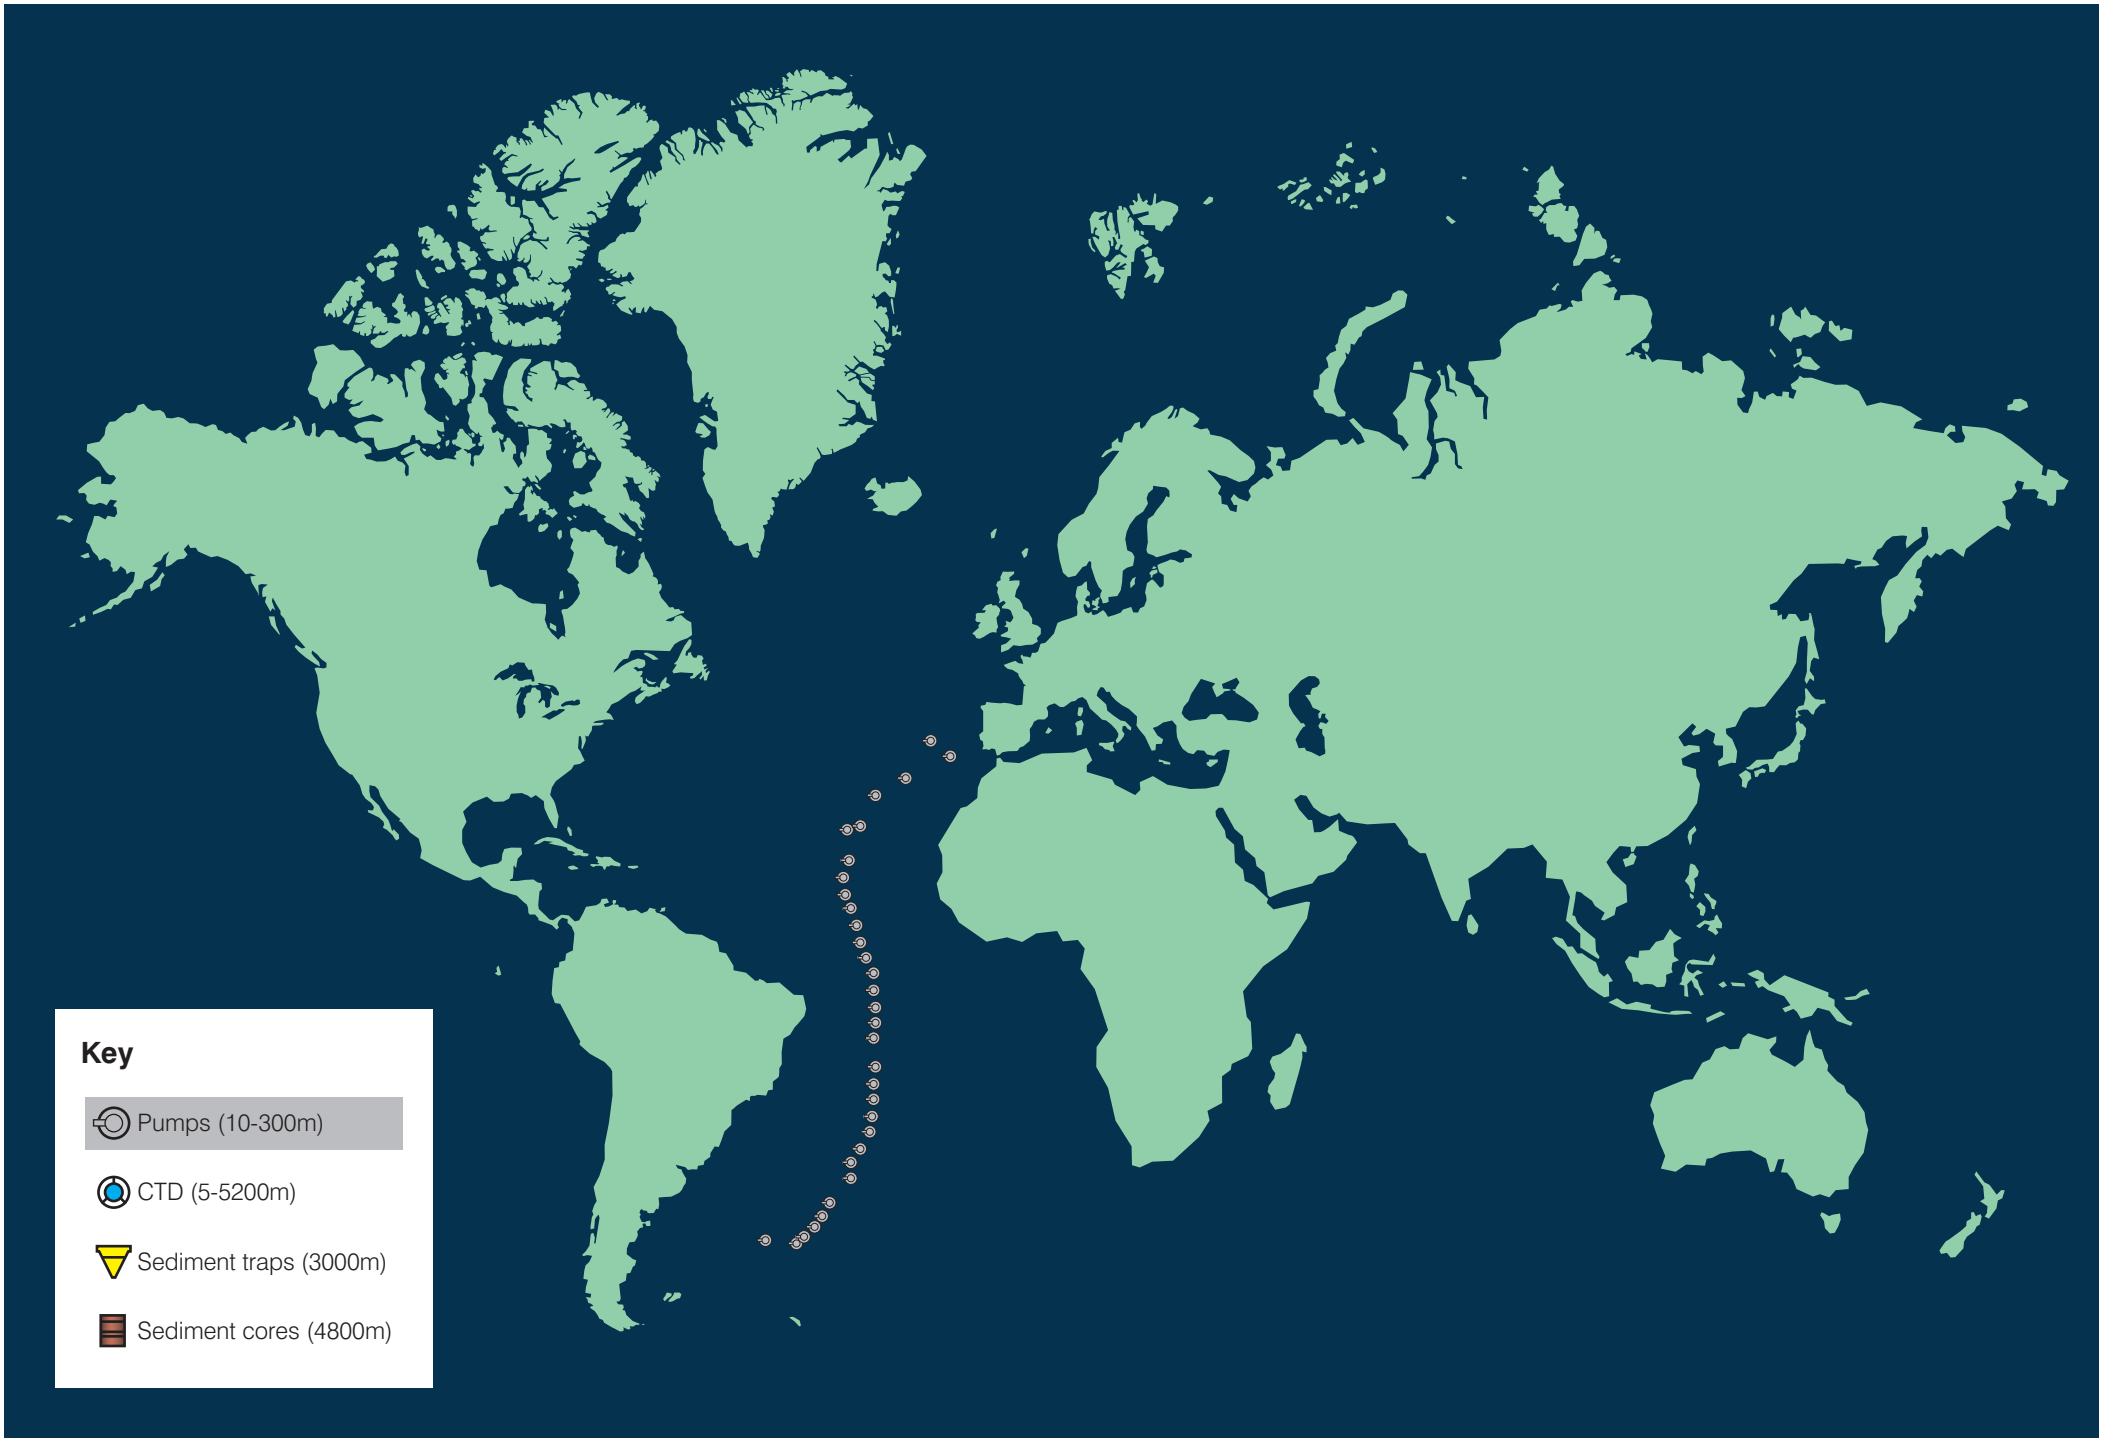 Key
Pumps (10-300m)
CTD (5-5200m)
Sediment traps (3000m)
Sediment cores (4800m)